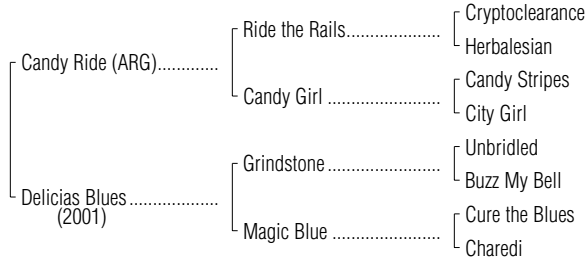 Cryptoclearance
Ride the Rails....................
Herbalesian
Candy Ride (ARG).............
Candy Stripes
Candy Girl ........................
City Girl
Unbridled
Grindstone ........................
Buzz My Bell
Delicias Blues...................
(2001)
Cure the Blues
Magic Blue ........................
Charedi